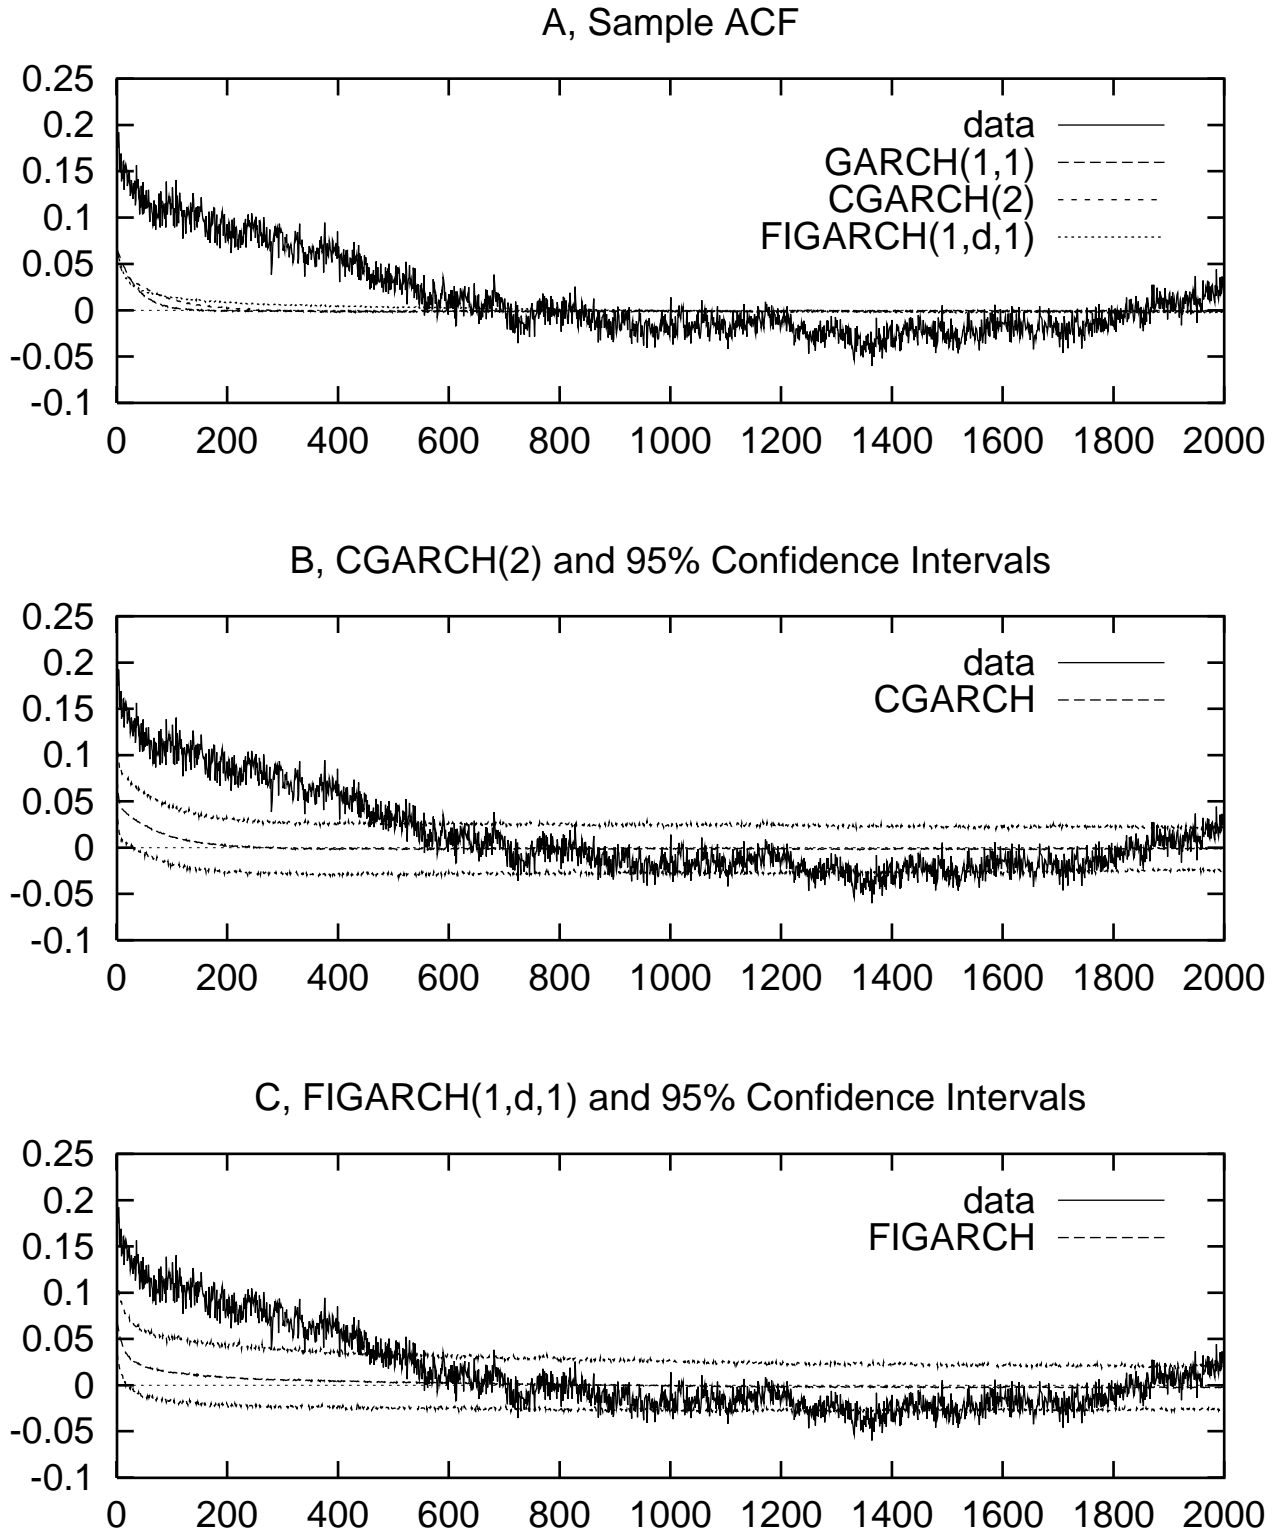 A, Sample ACF
0.25
0.2
0.15
0.1
0.05
0
-0.05
-0.1
data
GARCH(1,1)
CGARCH(2)
FIGARCH(1,d,1)
0 200 400 600 800 1000 1200 1400 1600 1800 2000
B, CGARCH(2) and 95% Confidence Intervals
0.25
0.2
0.15
0.1
0.05
0
-0.05
-0.1
data
CGARCH
0 200 400 600 800 1000 1200 1400 1600 1800 2000
C, FIGARCH(1,d,1) and 95% Confidence Intervals
0.25
0.2
0.15
0.1
0.05
0
-0.05
-0.1
data
FIGARCH
0 200 400 600 800 1000 1200 1400 1600 1800 2000